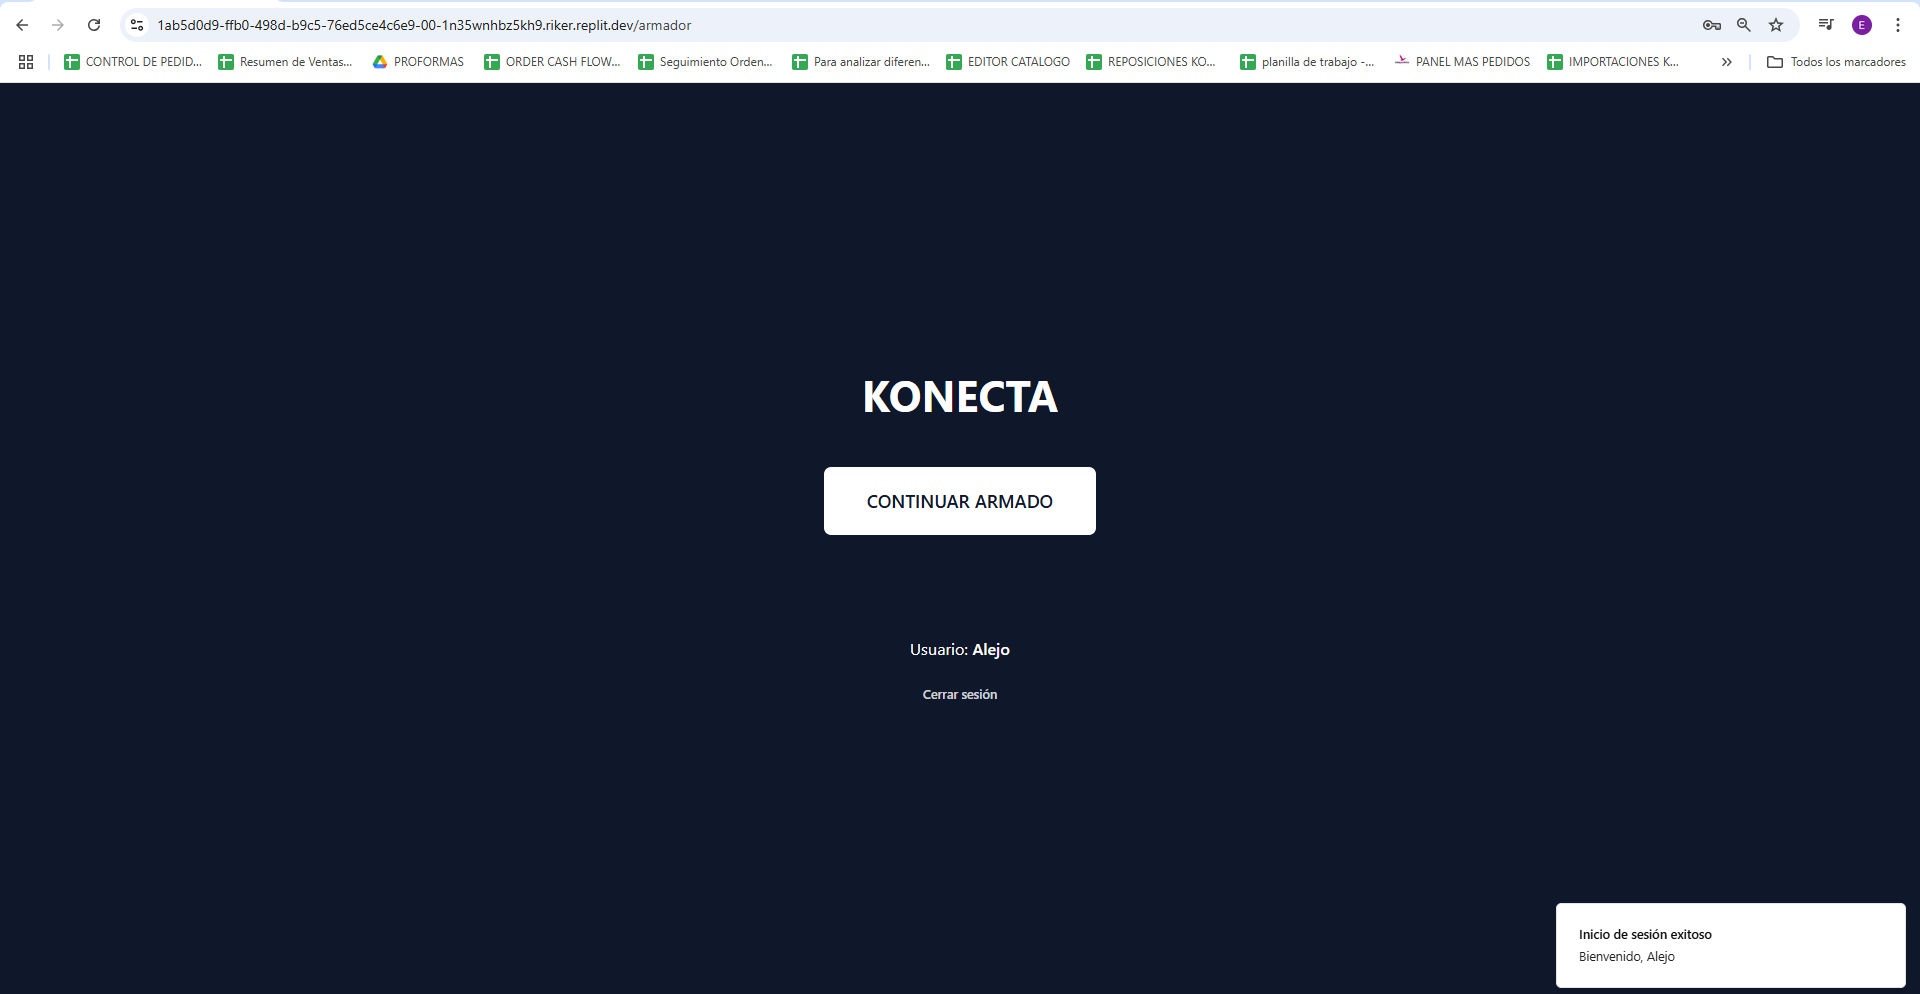 1ab5d0d9-ffb0-498d-b9c5-76ed5ce4c6e9-00-1n35wnhbz5kh9.riker.replit.dev/armador
E
CONTROL DE PEDID...
Resumen de Ventas...
PROFORMAS
ORDER CASH FLOW...
Seguimiento Orden...
Para analizar diferen...
EDITOR CATALOGO
REPOSICIONES KO...
planilla de trabajo -...
PANEL MAS PEDIDOS
IMPORTACIONES K...
Todos los marcadores
KONECTA
CONTINUAR ARMADO
Usuario: Alejo
Cerrar sesión
Inicio de sesión exitoso
Bienvenido, Alejo